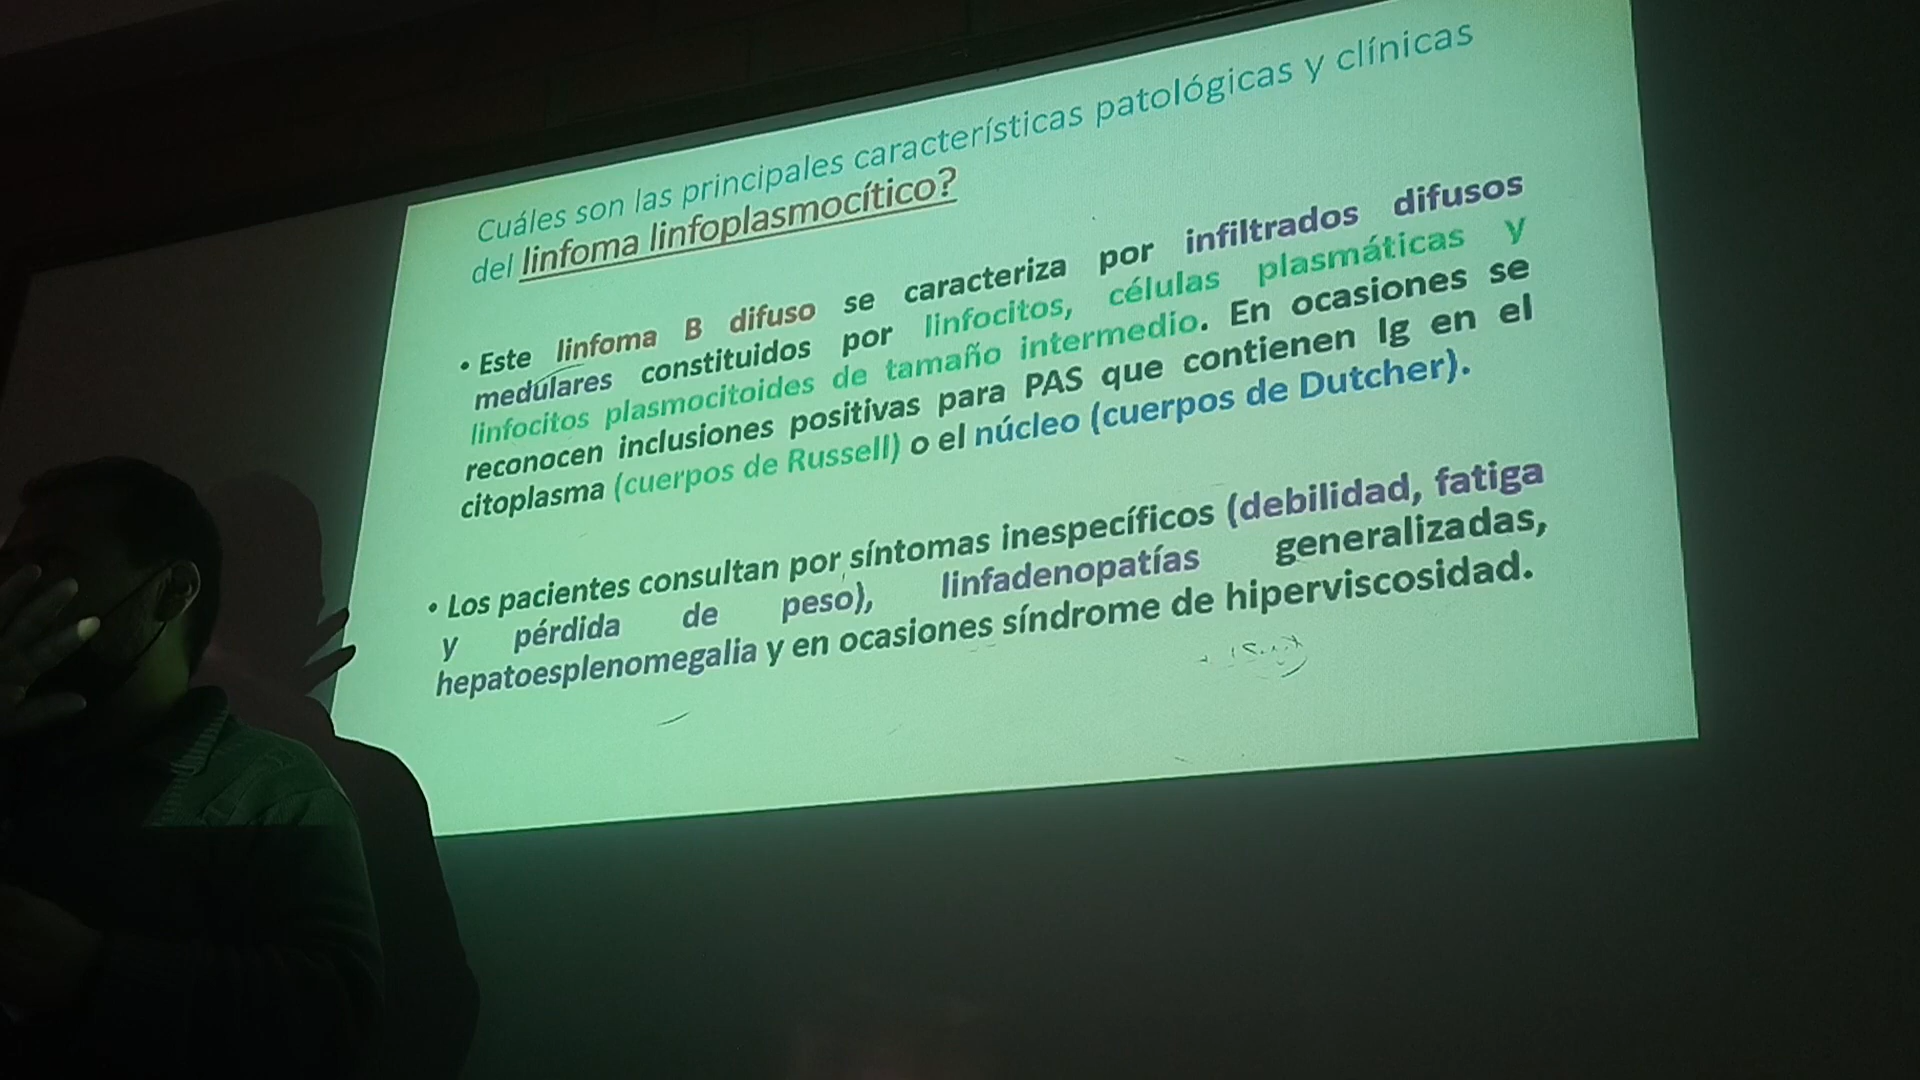 Cuáles son las principales características patológicas y clínicas
del linfoma linfoplasmocítico?
• Este linfoma B difuso se caracteriza por infiltrados difusos
medulares constituidos por linfocitos, células plasmáticas y
linfocitos plasmocitoides de tamaño intermedio. En ocasiones se
reconocen inclusiones positivas para PAS que contienen Ig en el
citoplasma (cuerpos de Russell) o el núcleo (cuerpos de Dutcher).
• Los pacientes consultan por síntomas inespecíficos (debilidad, fatiga
y pérdida de peso), linfadenopatías generalizadas,
hepatoesplenomegalia y en ocasiones síndrome de hiperviscosidad.